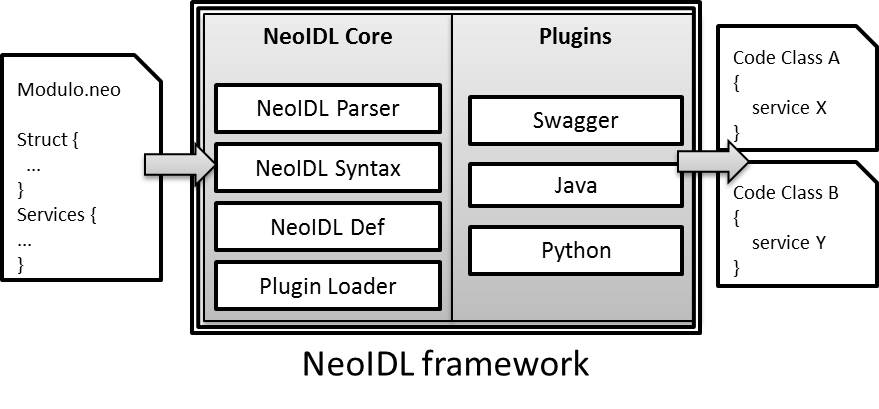 Modulo.neo
Struct {
...
}
Services {
...
}
NeoIDL Core
NeoIDL Parser
NeoIDL Syntax
NeoIDL Def
Plugin Loader
Plugins
Swagger
Java
Python
Code Class A
{
service X
}
Code Class B
{
service Y
}
NeoIDL framework